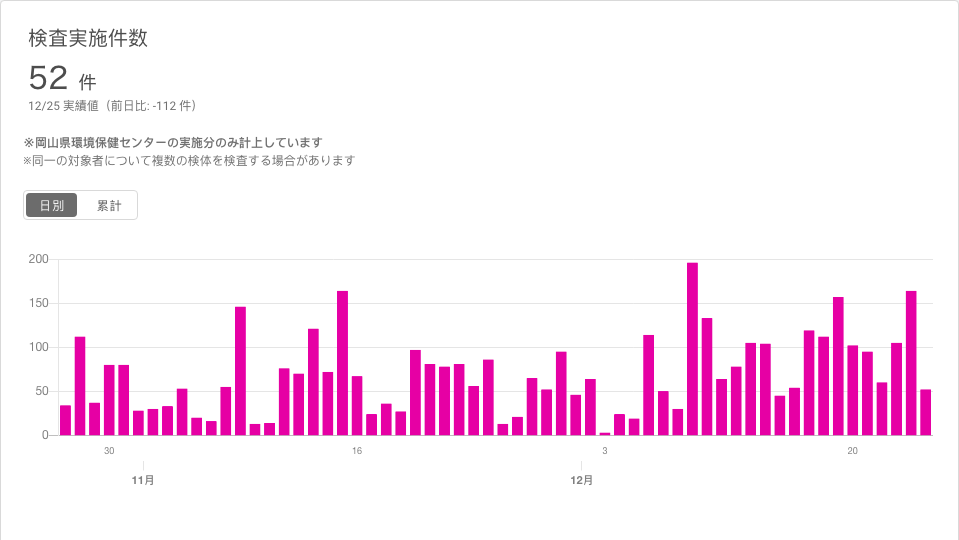 検査実施件数
52 件
12/25 実績値（前日比: -112 件）
※岡山県環境保健センターの実施分のみ計上しています
※同一の対象者について複数の検体を検査する場合があります
日別 累計
200
150
100
50
0
30 16 3 20
11月 12月